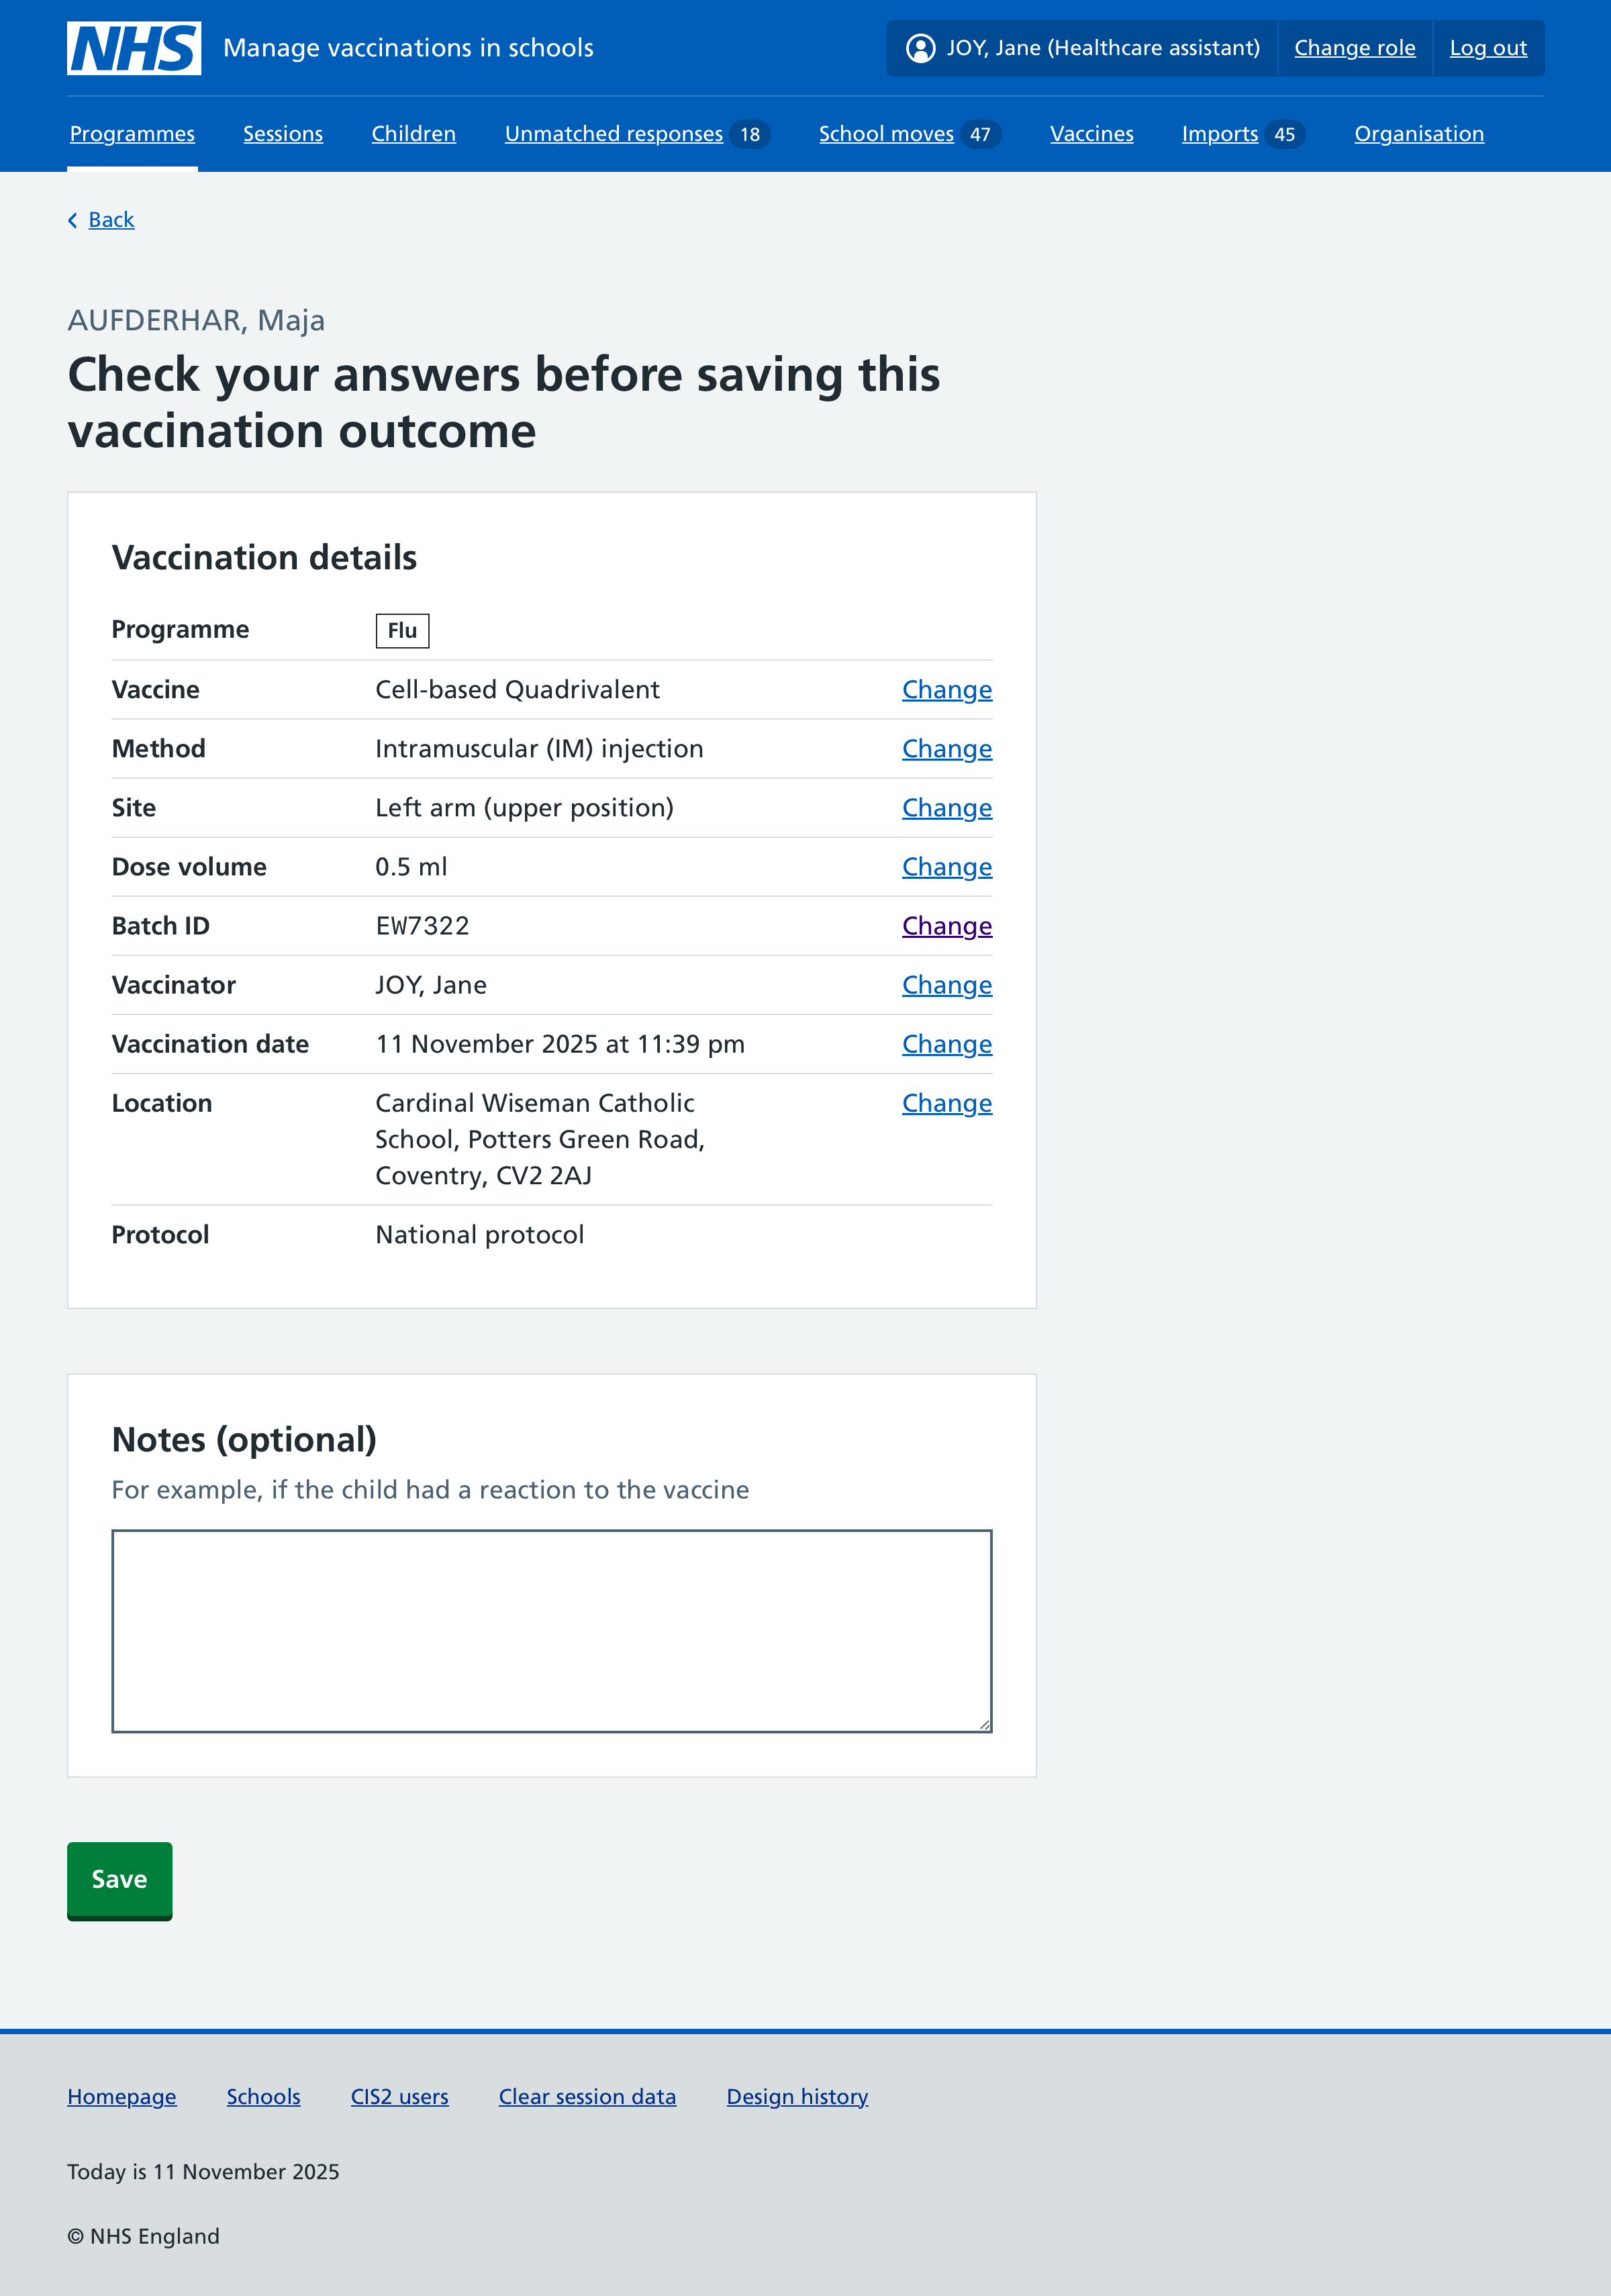 NHS Manage vaccinations in schools JOY, Jane (Healthcare assistant) Change role Log out
Programmes Sessions Children Unmatched responses 18 School moves 47 Vaccines Imports 45 Organisation
Back
AUFDERHAR, Maja
Check your answers before saving this
vaccination outcome
Vaccination details
Programme Flu
Vaccine Cell-based Quadrivalent Change
Method Intramuscular (IM) injection Change
Site Left arm (upper position) Change
Dose volume 0.5 ml Change
Batch ID EW7322 Change
Vaccinator JOY, Jane Change
Vaccination date 11 November 2025 at 11:39 pm Change
Location Cardinal Wiseman Catholic Change
School, Potters Green Road,
Coventry, CV2 2AJ
Protocol National protocol
Notes (optional)
For example, if the child had a reaction to the vaccine
Save
Homepage Schools CIS2 users Clear session data Design history
Today is 11 November 2025
© NHS England